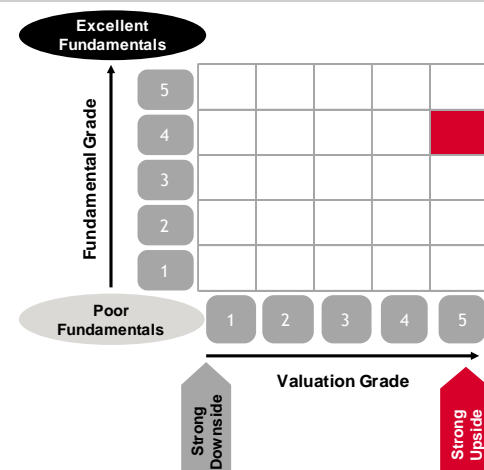 Excellent
Fundamentals
Fundamental Grade
5
4
3
2
1
Poor
Fundamentals
1
2
3
4
5
Valuation Grade
Strong
Downside
Strong
Upside